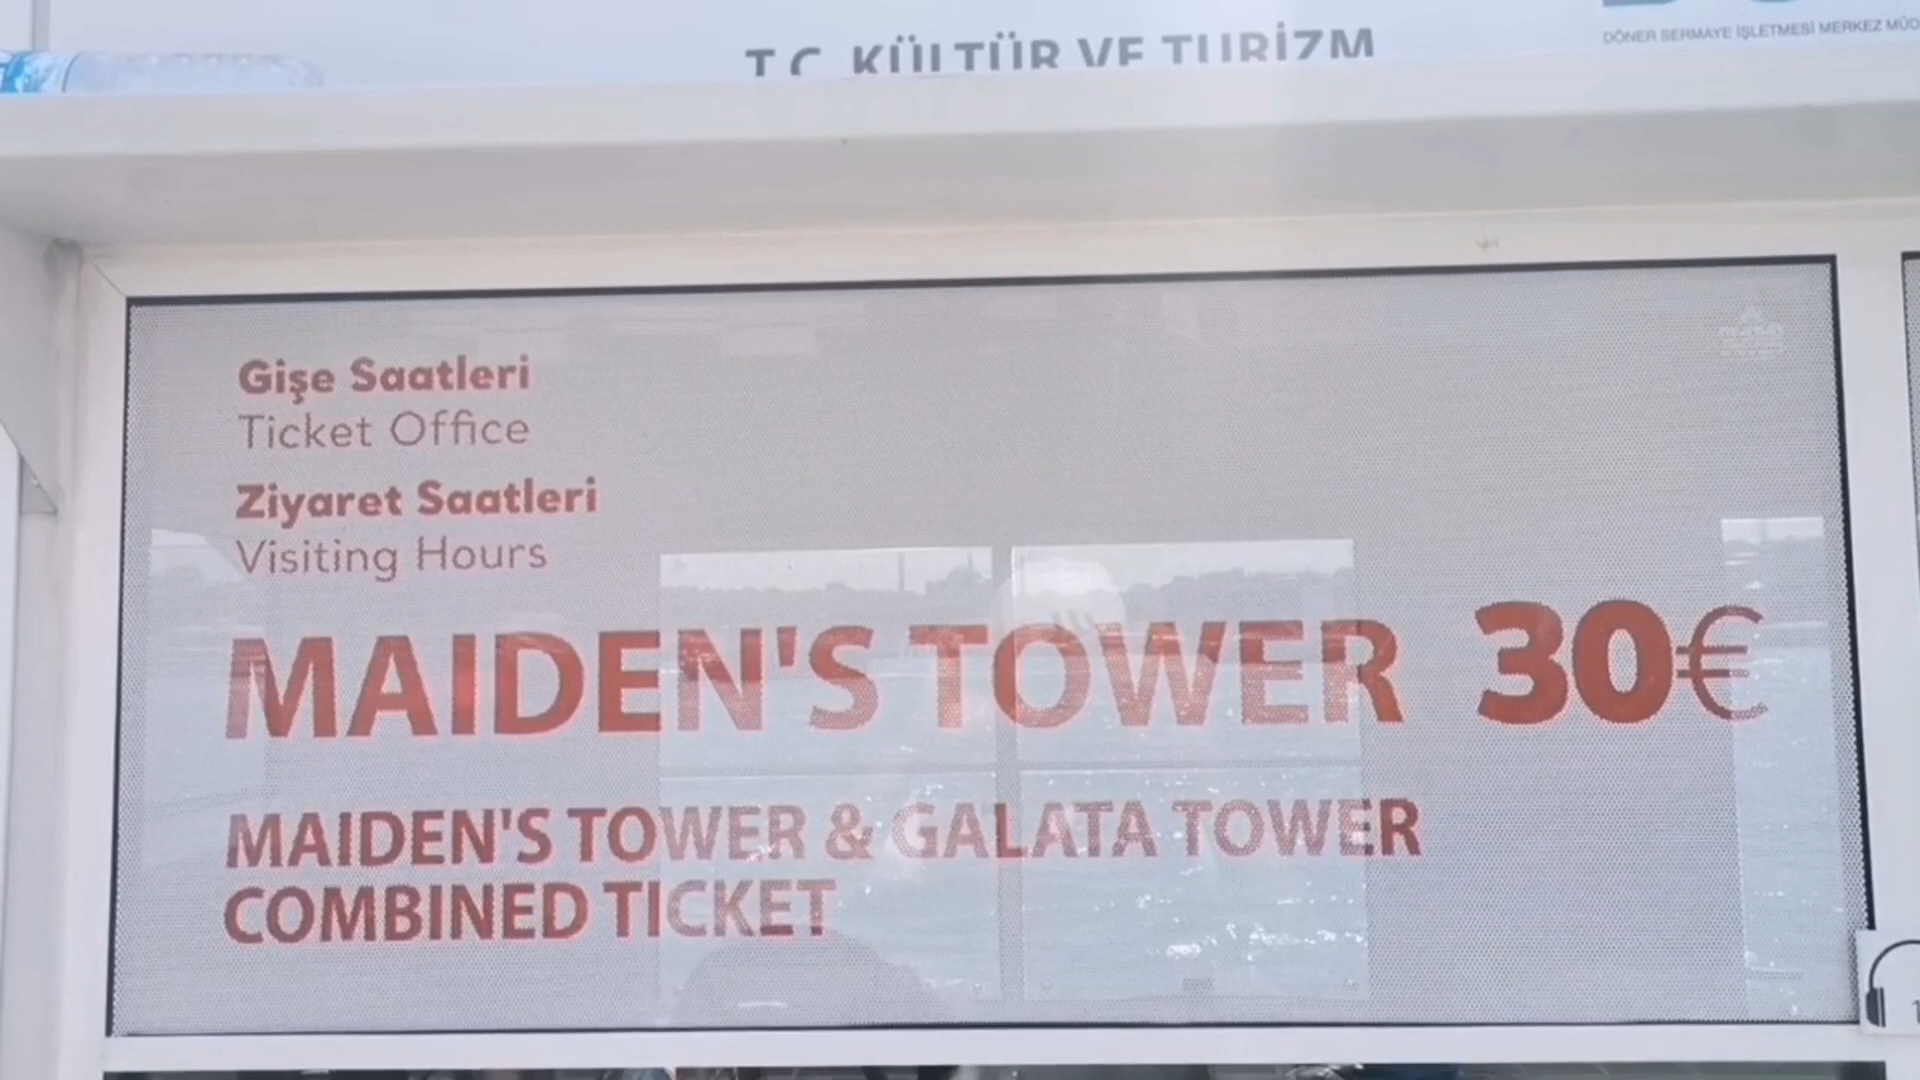 T.C. KÜLTÜR VE TURİZM
DÖNER SERMAYE İŞLETMESİ MERKEZ MÜD
Gişe Saatleri
Ticket Office
Ziyaret Saatleri
Visiting Hours
MAIDEN'S TOWER 30€
MAIDEN'S TOWER & GALATA TOWER
COMBINED TICKET